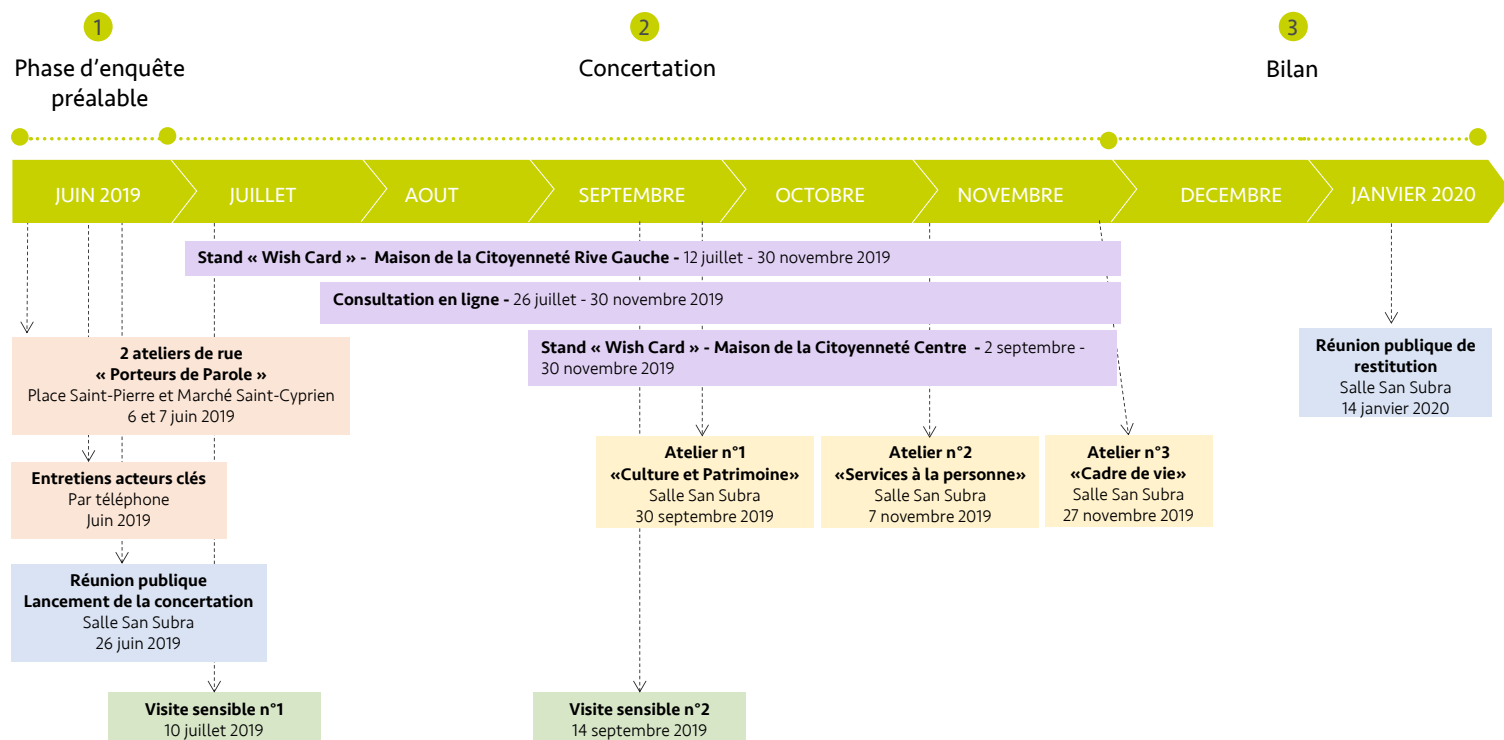 1
Phase d'enquête
préalable
2
Concertation
3
Bilan
JUIN 2019
JUILLET
AOUT
SEPTEMBRE
OCTOBRE
NOVEMBRE
DECEMBRE
JANVIER 2020
Stand « Wish Card » - Maison de la Citoyenneté Rive Gauche - 12 juillet - 30 novembre 2019
Consultation en ligne - 26 juillet - 30 novembre 2019
Stand « Wish Card » - Maison de la Citoyenneté Centre - 2 septembre -
30 novembre 2019
2 ateliers de rue
« Porteurs de Parole »
Place Saint-Pierre et Marché Saint-Cyprien
6 et 7 juin 2019
Réunion publique de
restitution
Salle San Subra
14 janvier 2020
Entretiens acteurs clés
Par téléphone
Juin 2019
Atelier n°1
«Culture et Patrimoine»
Salle San Subra
30 septembre 2019
Atelier n°2
«Services à la personne»
Salle San Subra
7 novembre 2019
Atelier n°3
«Cadre de vie»
Salle San Subra
27 novembre 2019
Réunion publique
Lancement de la concertation
Salle San Subra
26 juin 2019
Visite sensible n°1
10 juillet 2019
Visite sensible n°2
14 septembre 2019